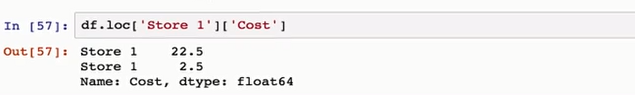 In [57]: df.loc['Store 1']['Cost']
Out[57]: Store 1    22.5
Store 1     2.5
Name: Cost, dtype: float64